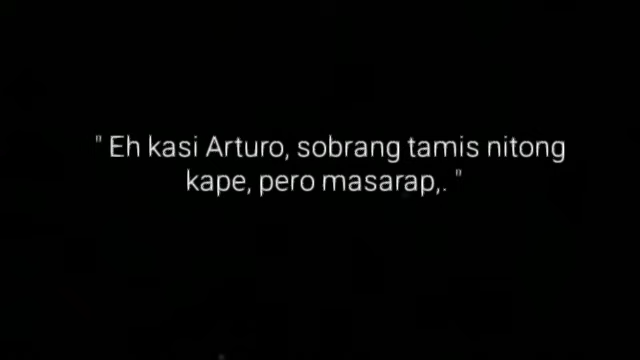 " Eh kasi Arturo, sobrang tamis nitong
kape, pero masarap,. "